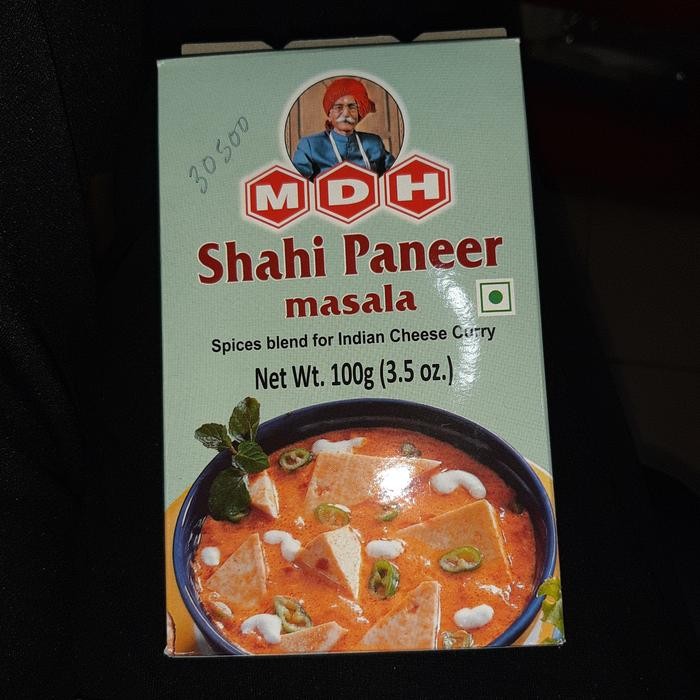 30500
MDH
Shahi Paneer
masala
Spices blend for Indian Cheese Curry
Net Wt. 100g (3.5 oz.)